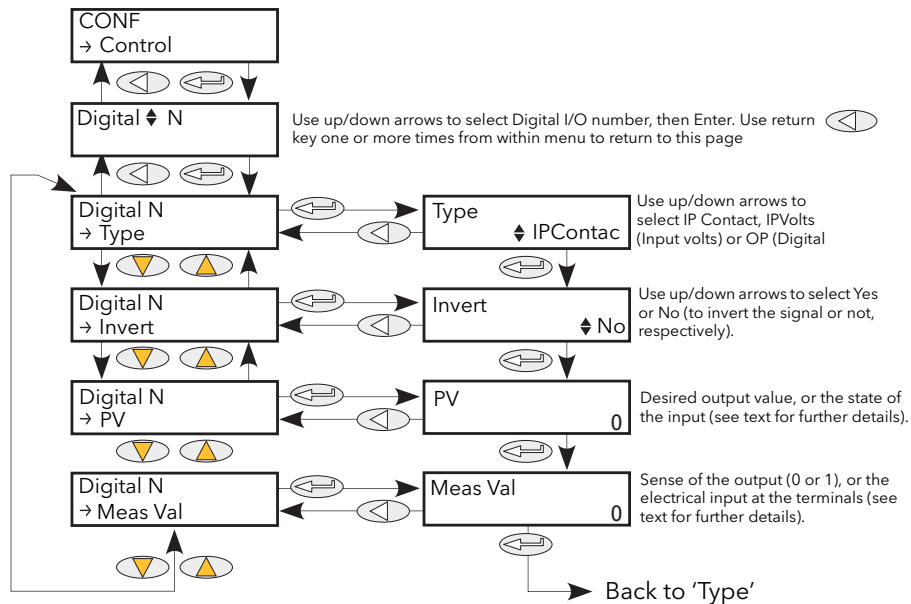 CONF
→ Control
Digital ♦ N
Use up/down arrows to select Digital I/O number, then Enter. Use return
key one or more times from within menu to return to this page
Digital N
→ Type
Type
♦ IPContac
Use up/down arrows to
select IP Contact, IPVolts
(Input volts) or OP (Digital
Digital N
→ Invert
Invert
♦ No
Use up/down arrows to select Yes
or No (to invert the signal or not,
respectively).
Digital N
→ PV
PV
0
Desired output value, or the state of
the input (see text for further details).
Digital N
→ Meas Val
Meas Val
0
Sense of the output (0 or 1), or the
electrical input at the terminals (see
text for further details).
Back to 'Type'